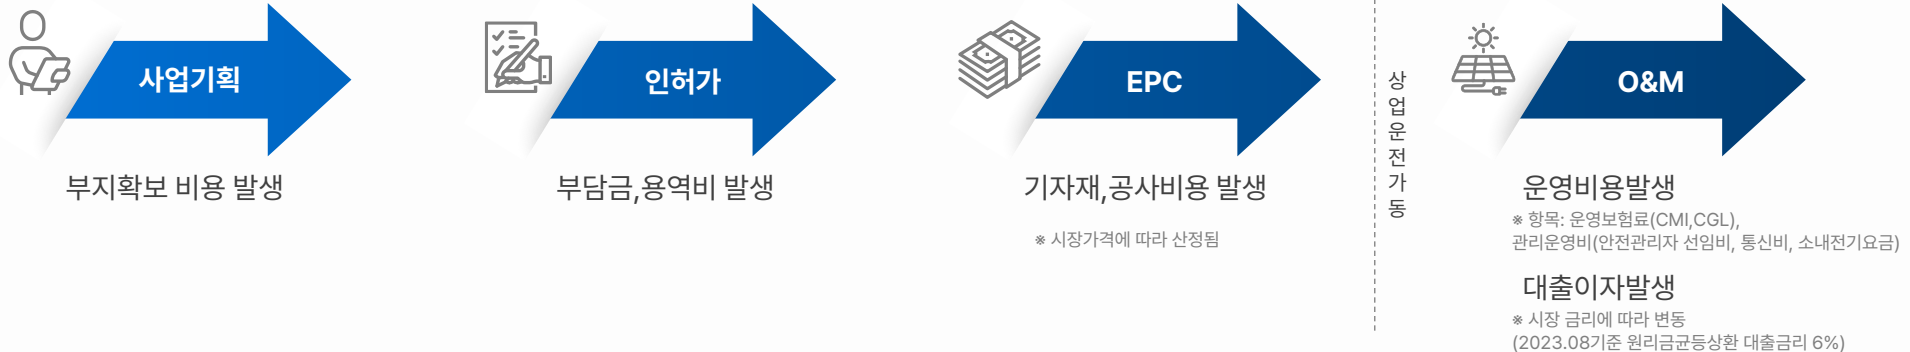 사업기획
부지확보 비용 발생
인허가
부담금,용역비 발생
EPC
기자재,공사비용 발생
※ 시장가격에 따라 산정됨
상업운전가동
O&M
운영비용발생
※ 항목: 운영보험료(CMI,CGL),
관리운영비(안전관리자 선임비, 통신비, 소내전기요금)
대출이자발생
※ 시장 금리에 따라 변동
(2023.08기준 원리금균등상환 대출금리 6%)